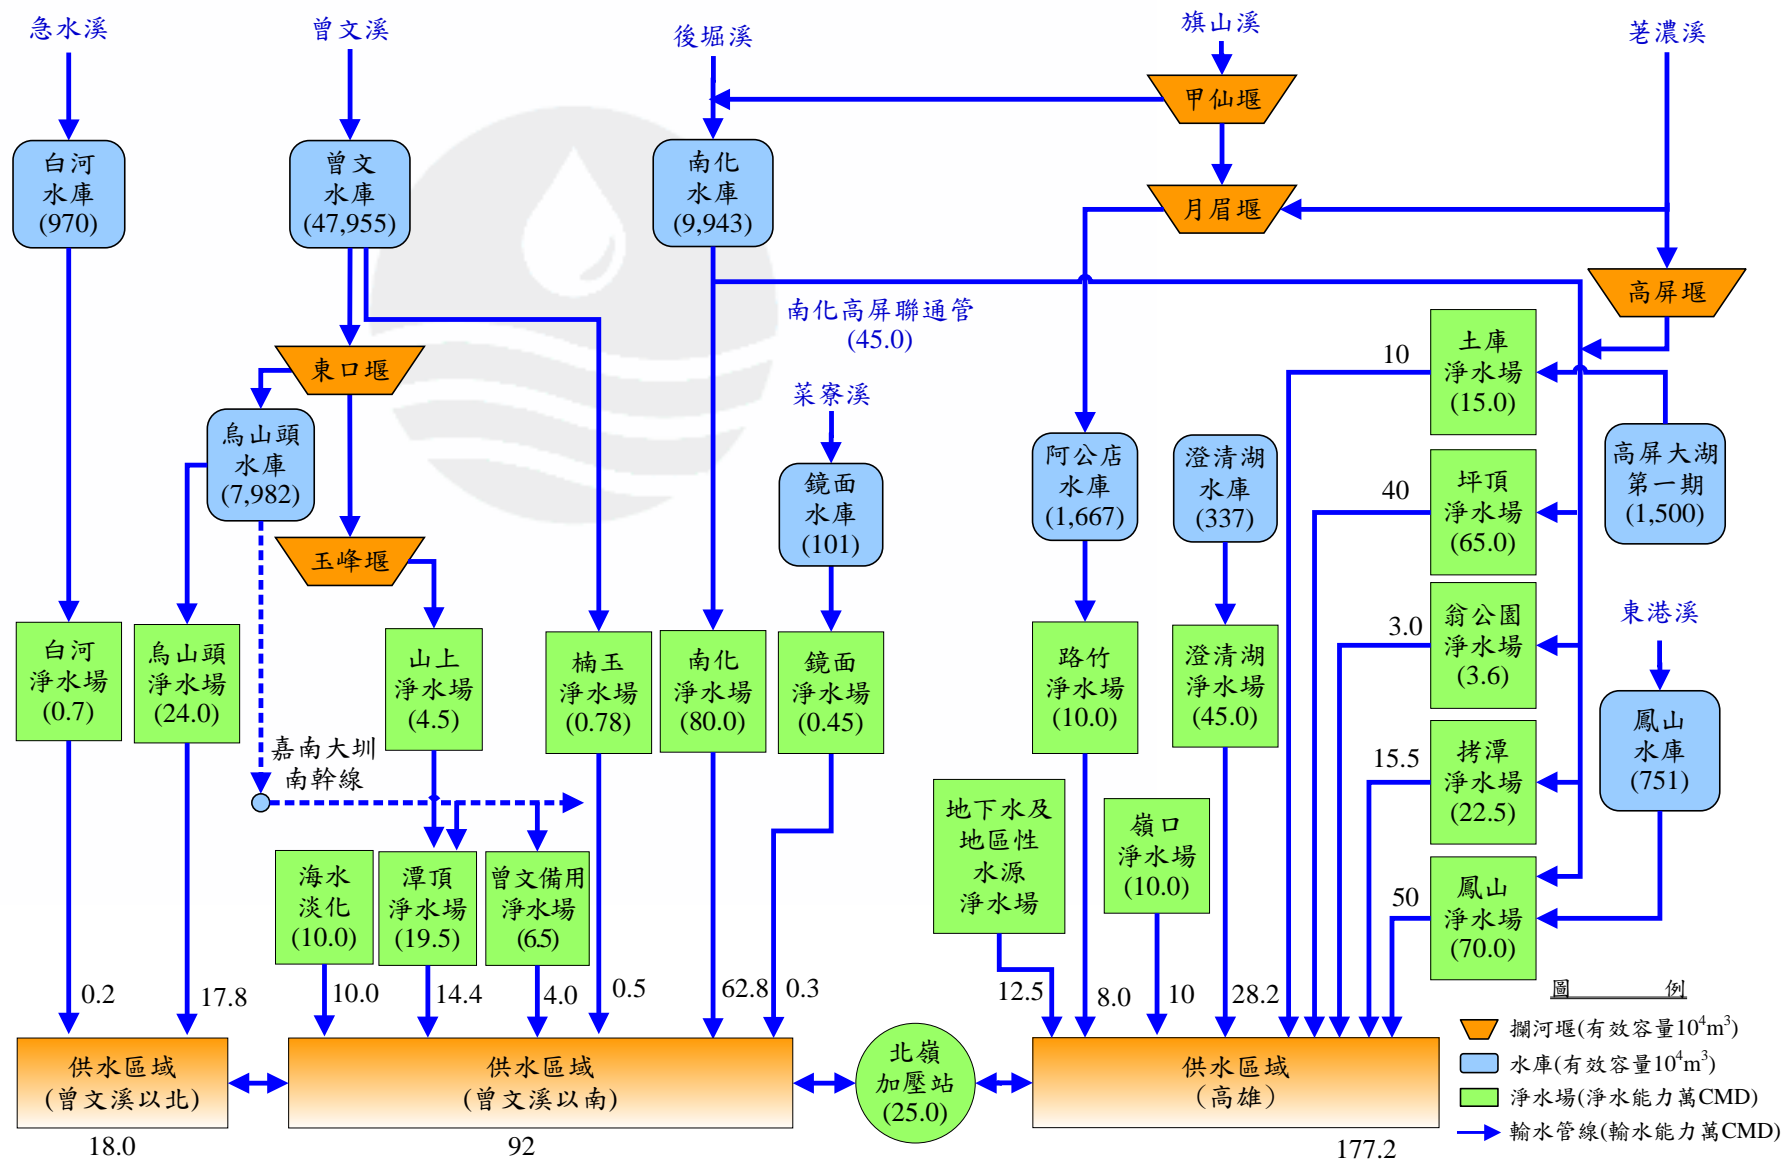 急水溪
曾文溪
後堀溪
旗山溪
荖濃溪
甲仙堰
白河
水庫
(970)
曾文
水庫
(47,955)
南化
水庫
(9,943)
月眉堰
高屏堰
南化高屏聯通管
(45.0)
東口堰
菜寮溪
10
土庫
淨水場
(15.0)
烏山頭
水庫
(7,982)
鏡面
水庫
(101)
阿公店
水庫
(1,667)
澄清湖
水庫
(337)
40
坪頂
淨水場
(65.0)
高屏大湖
第一期
(1,500)
玉峰堰
3.0
翁公園
淨水場
(3.6)
東港溪
白河
淨水場
(0.7)
烏山頭
淨水場
(24.0)
山上
淨水場
(4.5)
楠玉
淨水場
(0.78)
南化
淨水場
(80.0)
鏡面
淨水場
(0.45)
路竹
淨水場
(10.0)
澄清湖
淨水場
(45.0)
鳳山
水庫
(751)
嘉南大圳
南幹線
15.5
拷潭
淨水場
(22.5)
地下水及
地區性
水源
淨水場
嶺口
淨水場
(10.0)
海水
淡化
(10.0)
潭頂
淨水場
(19.5)
曾文備用
淨水場
(6.5)
50
鳳山
淨水場
(70.0)
0.2
17.8
10.0
14.4
4.0
0.5
62.8
0.3
12.5
8.0
10
28.2
圖 例
攔河堰(有效容量10⁴m³)
水庫(有效容量10⁴m³)
淨水場(淨水能力萬CMD)
輸水管線(輸水能力萬CMD)
供水區域
(曾文溪以北)
18.0
供水區域
(曾文溪以南)
92
北嶺
加壓站
(25.0)
供水區域
(高雄)
177.2